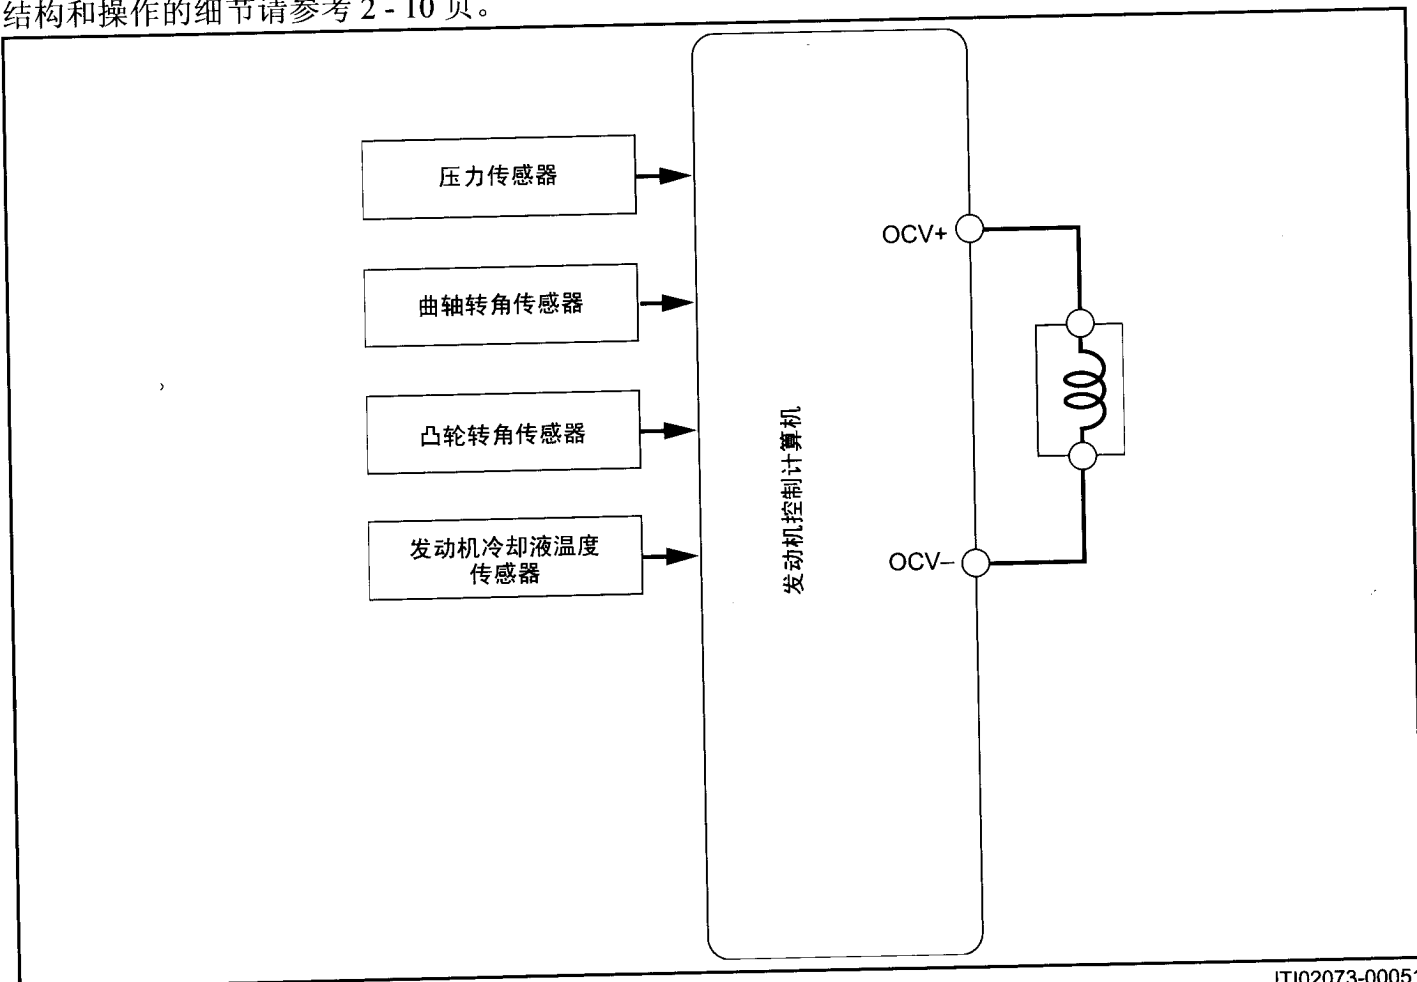 结构和操作的细节请参考 2 - 10 页。
压力传感器
曲轴转角传感器
凸轮转角传感器
发动机冷却液温度
传感器
发动机控制计算机
OCV+
OCV–
ITI02073-00051